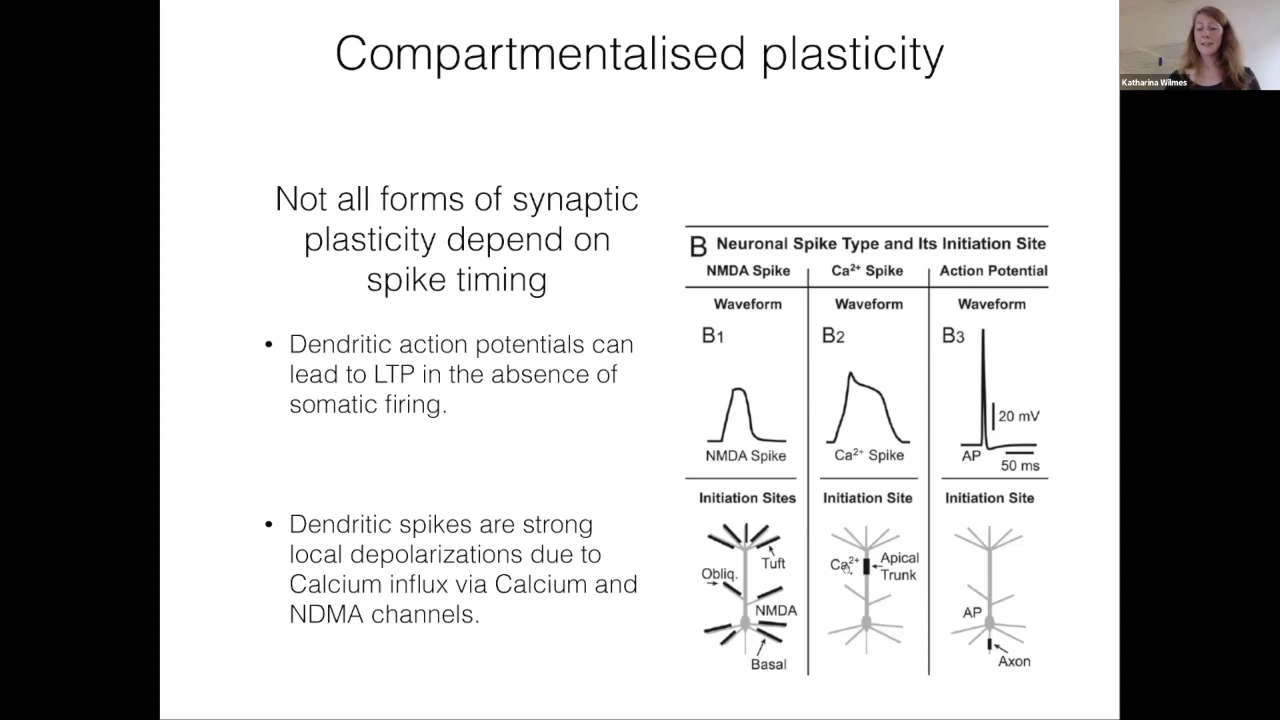 Compartmentalised plasticity
Katharina Wilmes
Not all forms of synaptic
plasticity depend on
spike timing
• Dendritic action potentials can
lead to LTP in the absence of
somatic firing.
• Dendritic spikes are strong
local depolarizations due to
Calcium influx via Calcium and
NDMA channels.
B Neuronal Spike Type and Its Initiation Site
NMDA Spike Ca²⁺ Spike Action Potential
Waveform Waveform Waveform
B1 B2 B3
20 mV
NMDA Spike Ca²⁺ Spike AP
50 ms
Initiation Sites Initiation Site Initiation Site
Tuft
Obliq.
NMDA
Basal
Ca²⁺
Apical
Trunk
AP
Axon